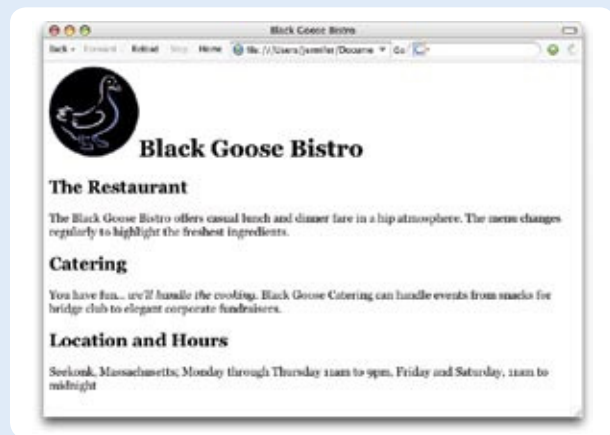 Black Goose Bistro
Back Forward Reload Stop Home file:///Users/jennifer/Docume Go
Black Goose Bistro
The Restaurant
The Black Goose Bistro offers casual lunch and dinner fare in a hip atmosphere. The menu changes
regularly to highlight the freshest ingredients.
Catering
You have fun... we'll handle the cooking. Black Goose Catering can handle events from snacks for
bridge club to elegant corporate fundraisers.
Location and Hours
Seekonk, Massachusetts; Monday through Thursday 11am to 9pm, Friday and Saturday, 11am to
midnight